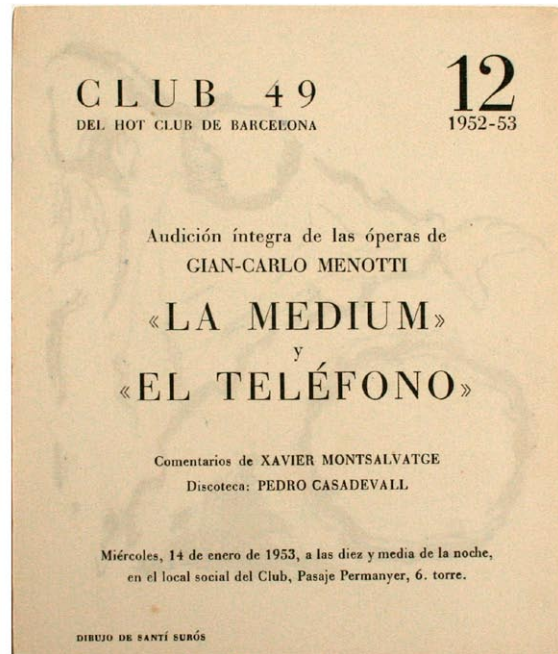 CLUB 49
DEL HOT CLUB DE BARCELONA
12
1952-53
Audición íntegra de las óperas de
GIAN-CARLO MENOTTI
«LA MEDIUM»
y
«EL TELÉFONO»
Comentarios de XAVIER MONTSALVATGE
Discoteca: PEDRO CASADEVALL
Miércoles, 14 de enero de 1953, a las diez y media de la noche,
en el local social del Club, Pasaje Permanyer, 6. torre.
DIBUJO DE SANTÍ SURÓS